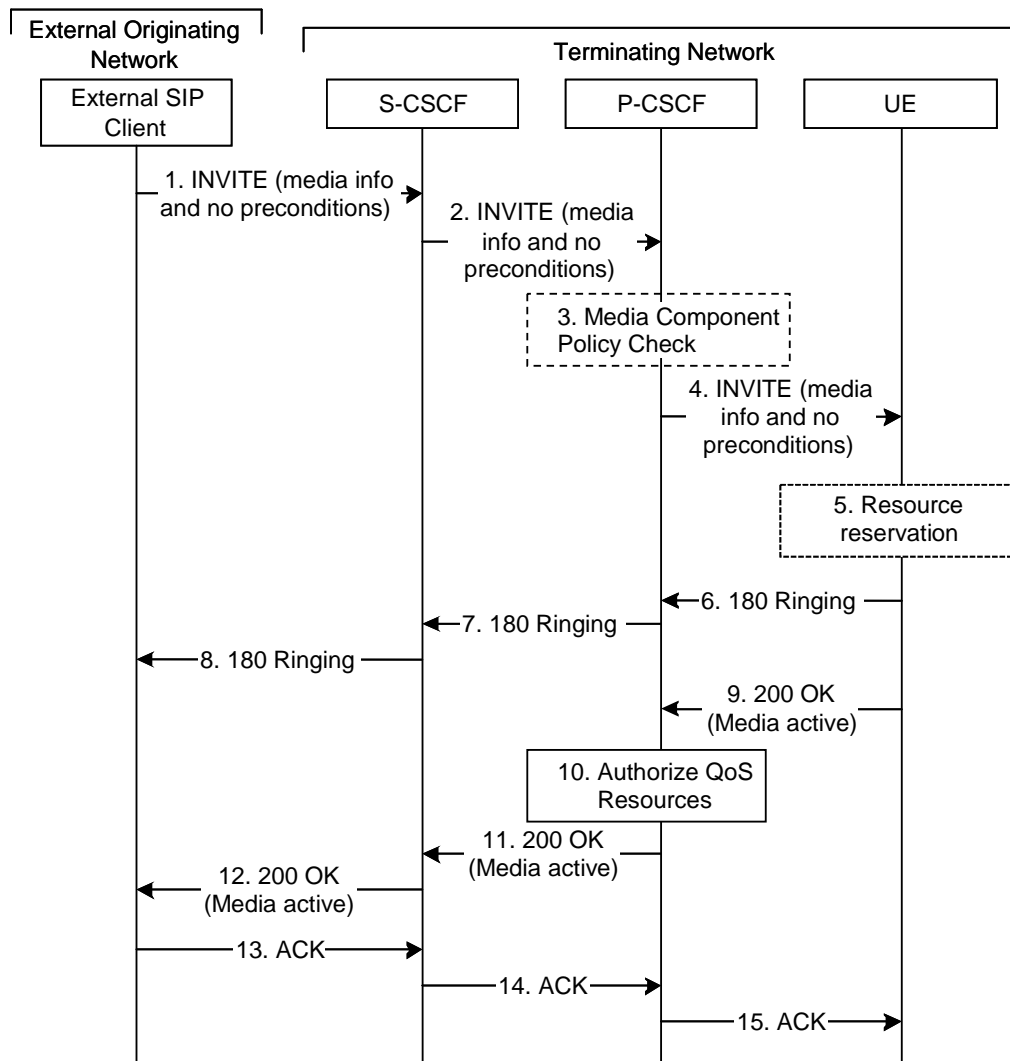 External Originating
Network
Terminating Network
External SIP
Client
S-CSCF
P-CSCF
UE
1. INVITE (media info
and no preconditions)
2. INVITE (media
info and no
preconditions)
3. Media Component
Policy Check
4. INVITE (media
info and no
preconditions)
5. Resource
reservation
6. 180 Ringing
7. 180 Ringing
8. 180 Ringing
9. 200 OK
(Media active)
10. Authorize QoS
Resources
11. 200 OK
(Media active)
12. 200 OK
(Media active)
13. ACK
14. ACK
15. ACK